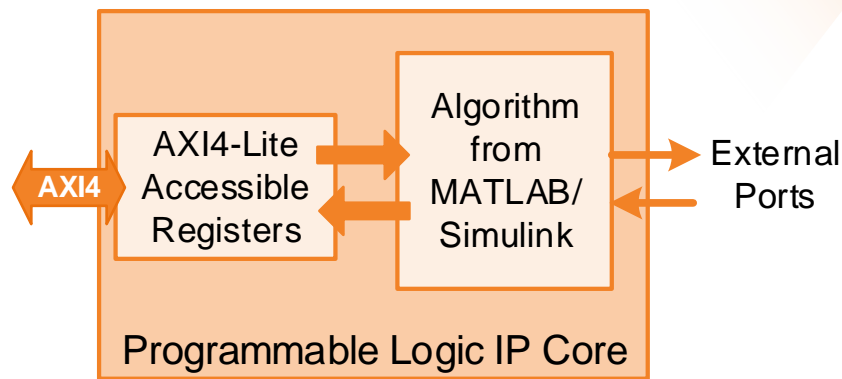 AXI4
AXI4-Lite
Accessible
Registers
Algorithm
from
MATLAB/
Simulink
External
Ports
Programmable Logic IP Core